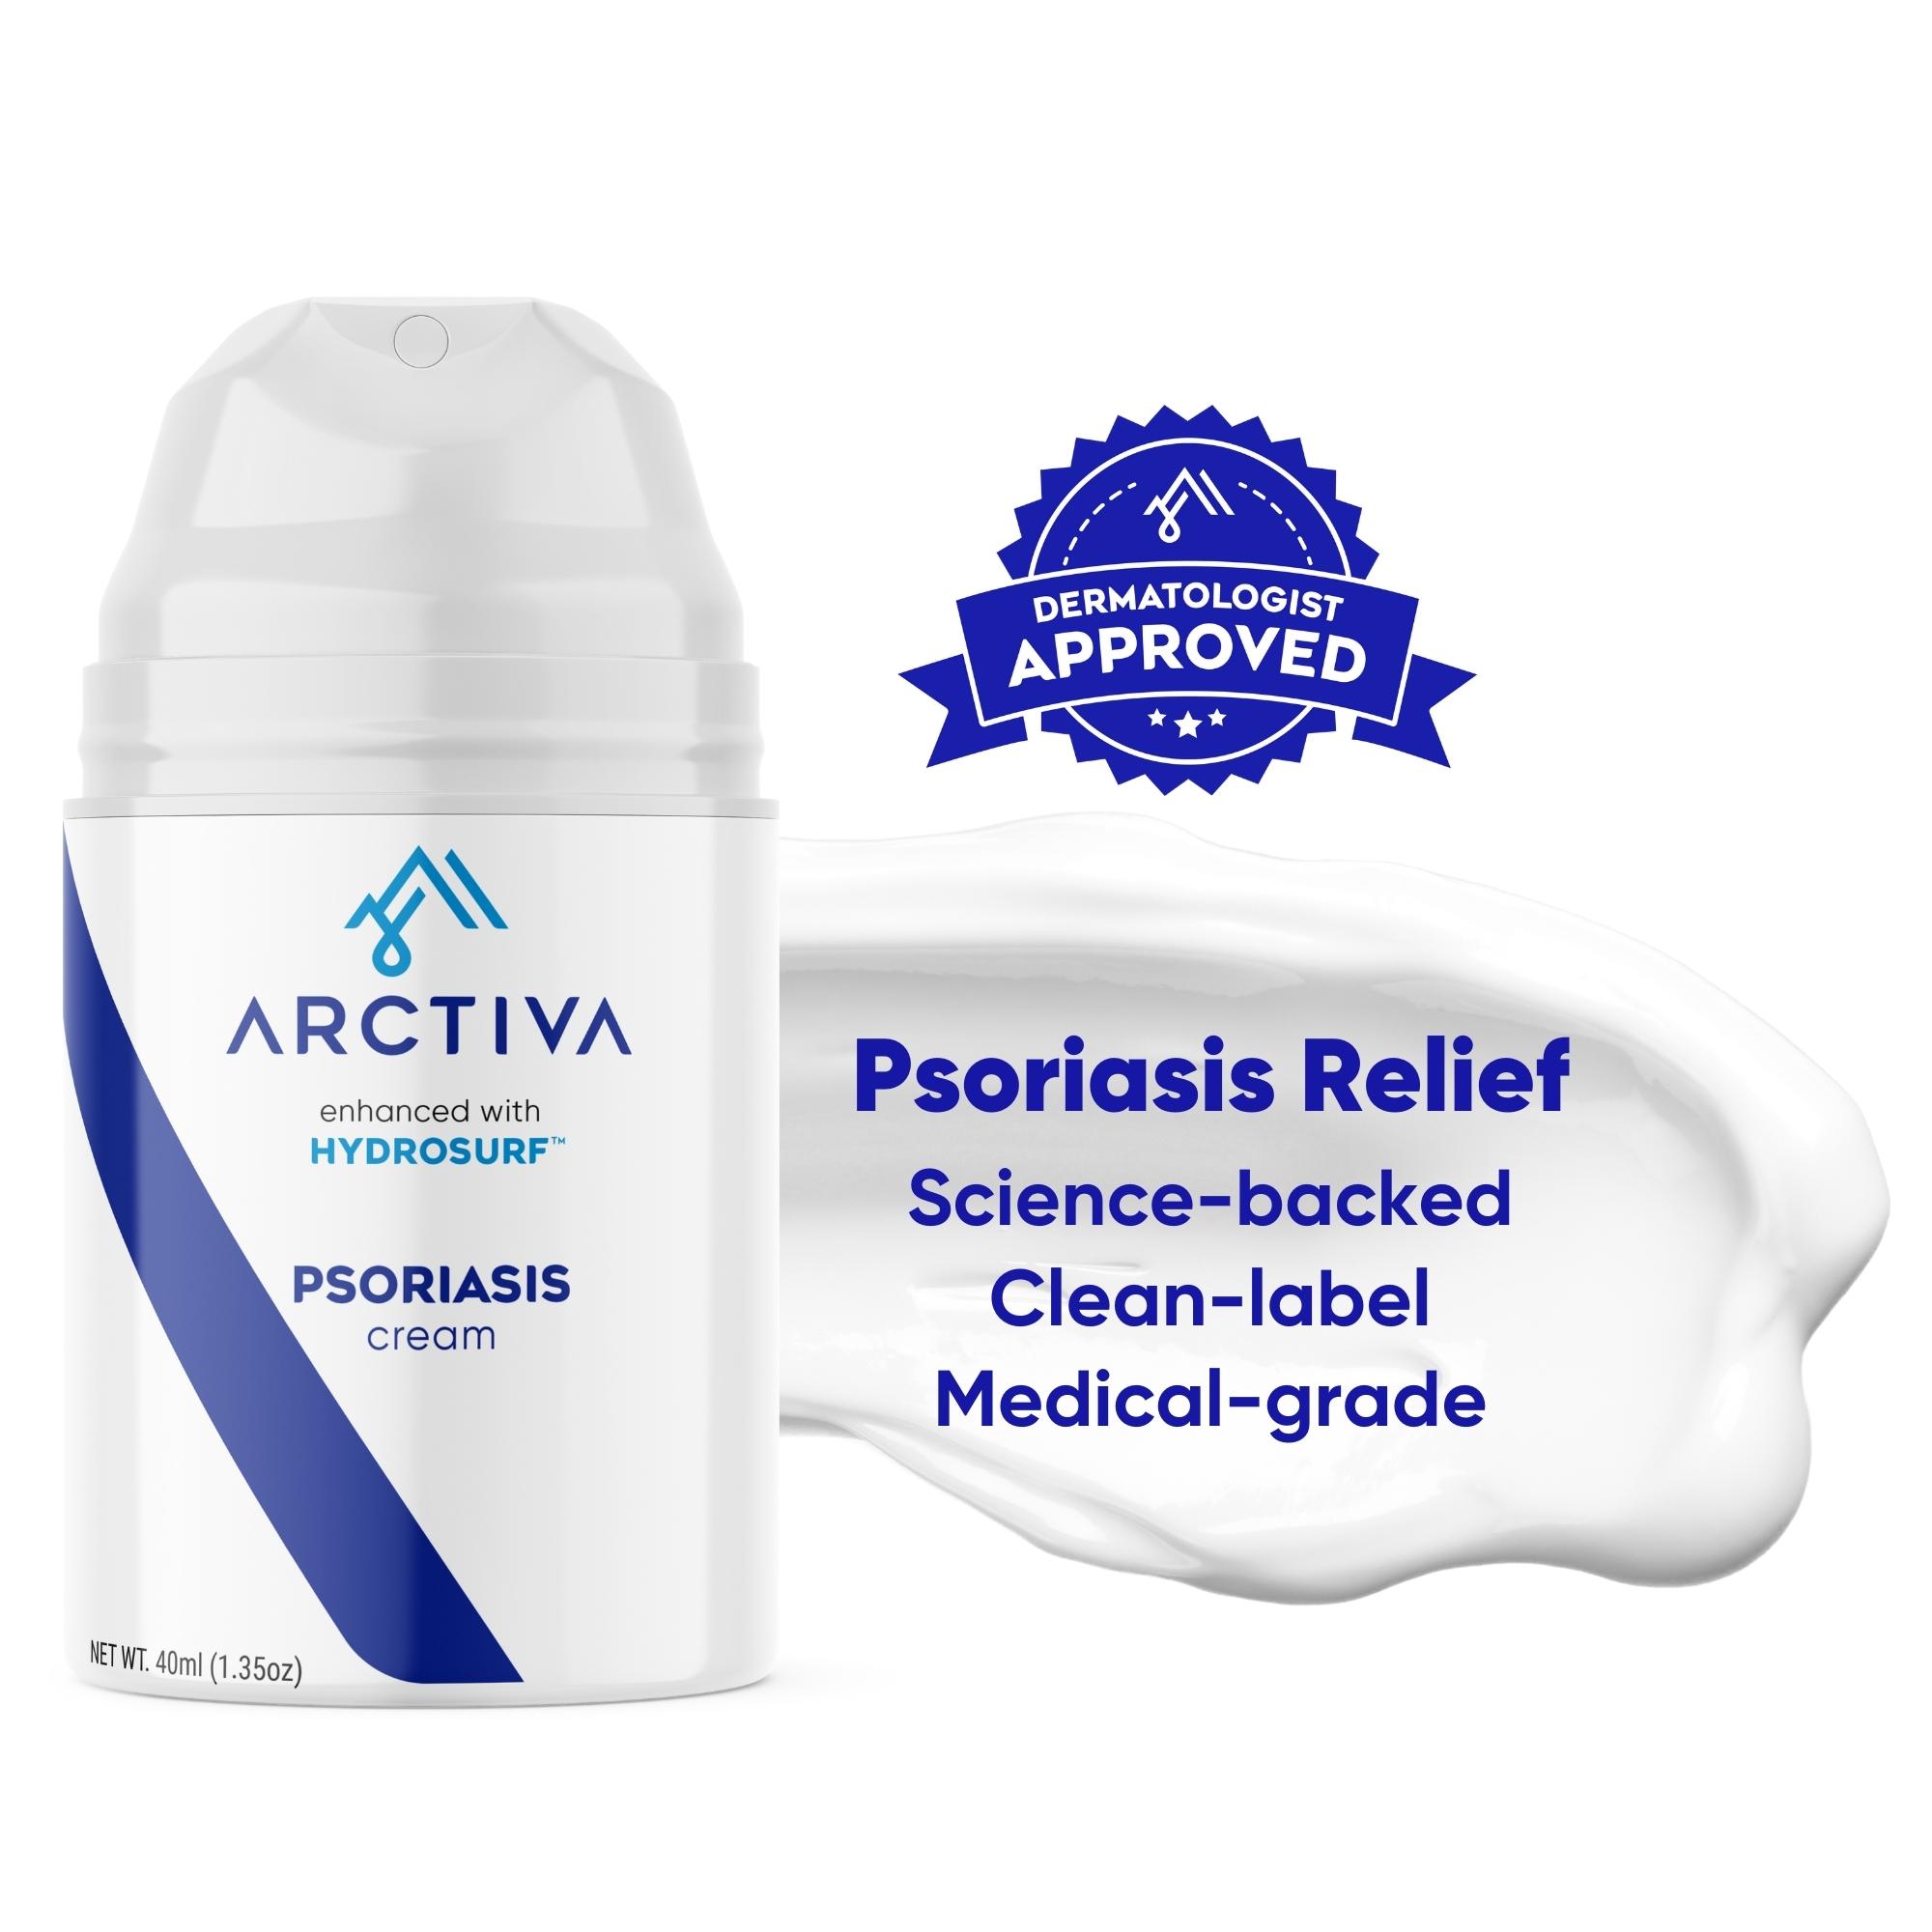 ARCTIVA
enhanced with
HYDROSURF™
PSORIASIS
cream
NET WT. 40ml (1.35oz)
DERMATOLOGIST
APPROVED
Psoriasis Relief
Science-backed
Clean-label
Medical-grade